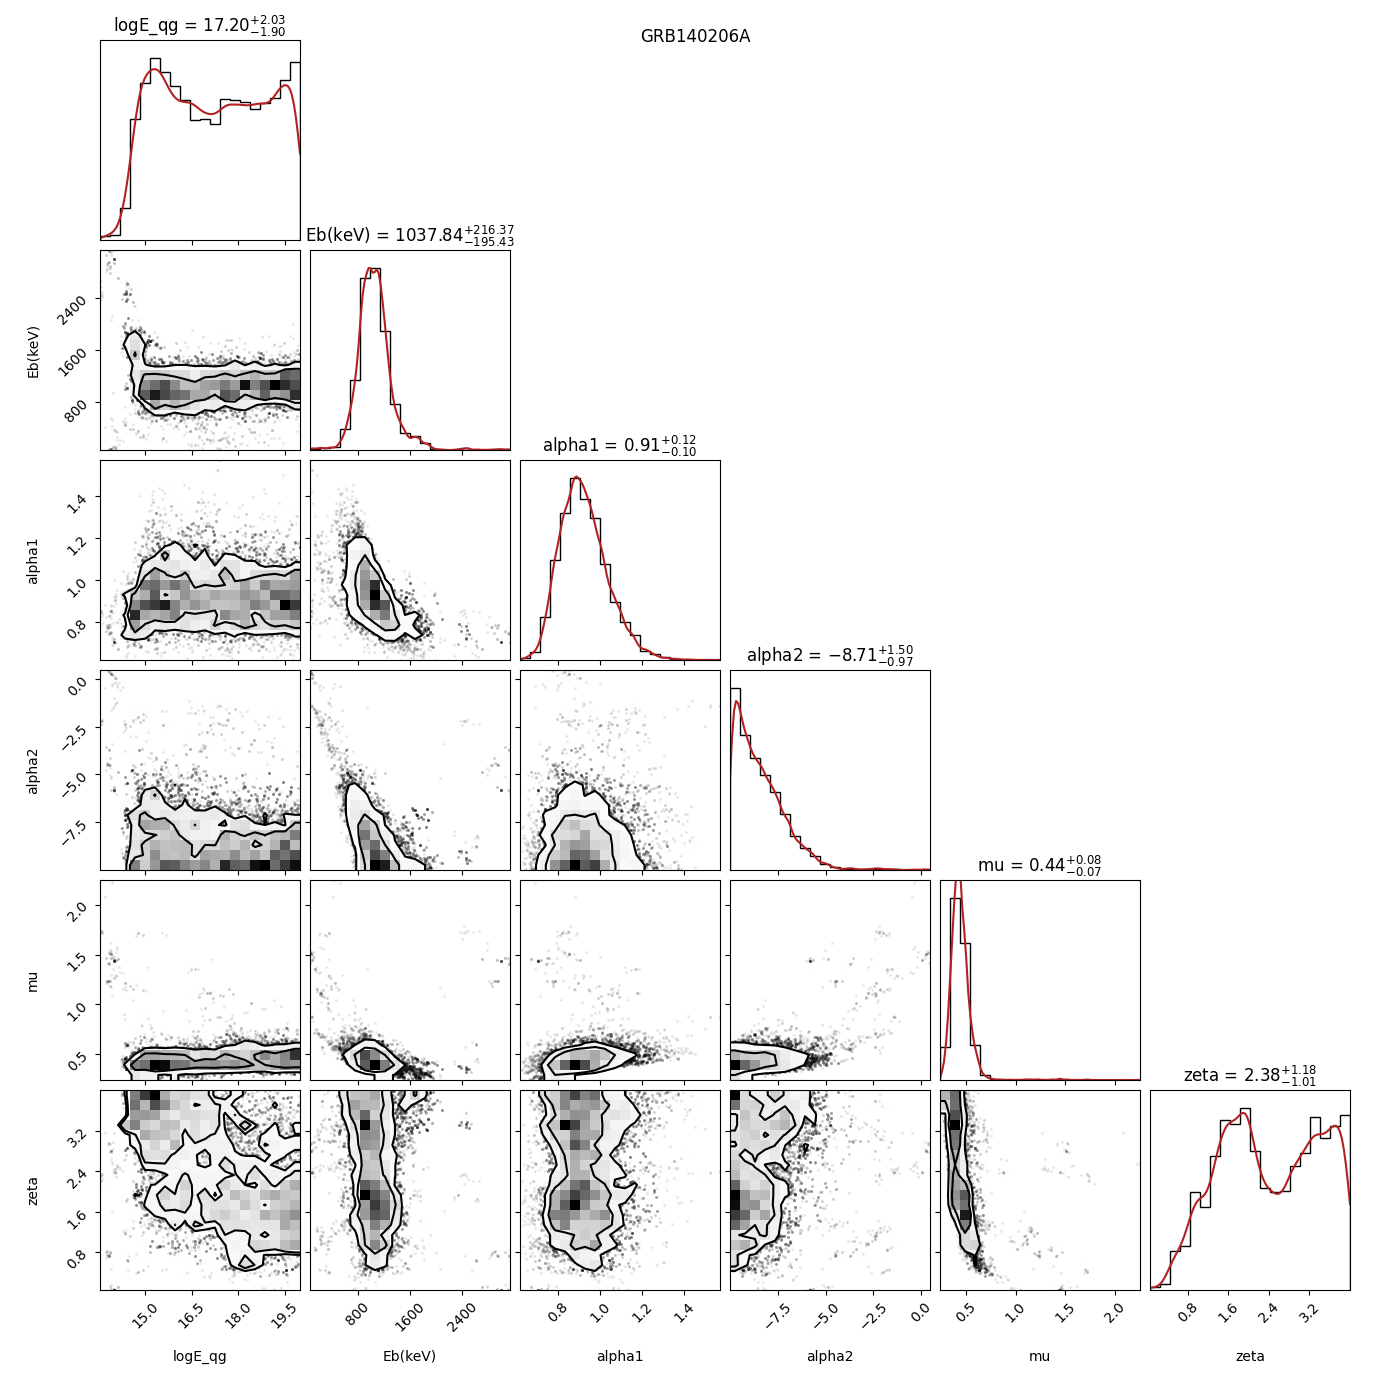 GRB140206A
logE_qg = 17.20+2.03−1.90
Eb(keV) = 1037.84+216.37−195.43
2400
1600
800
Eb(keV)
alpha1 = 0.91+0.12−0.10
1.4
1.2
1.0
0.8
alpha1
alpha2 = −8.71+1.50−0.97
0.0
−2.5
−5.0
−7.5
alpha2
mu = 0.44+0.08−0.07
2.0
1.5
1.0
0.5
mu
zeta = 2.38+1.18−1.01
3.2
2.4
1.6
0.8
zeta
15.0 16.5 18.0 19.5 800 1600 2400 0.8 1.0 1.2 1.4 −7.5 −5.0 −2.5 0.0 0.5 1.0 1.5 2.0 0.8 1.6 2.4 3.2
logE_qg Eb(keV) alpha1 alpha2 mu zeta